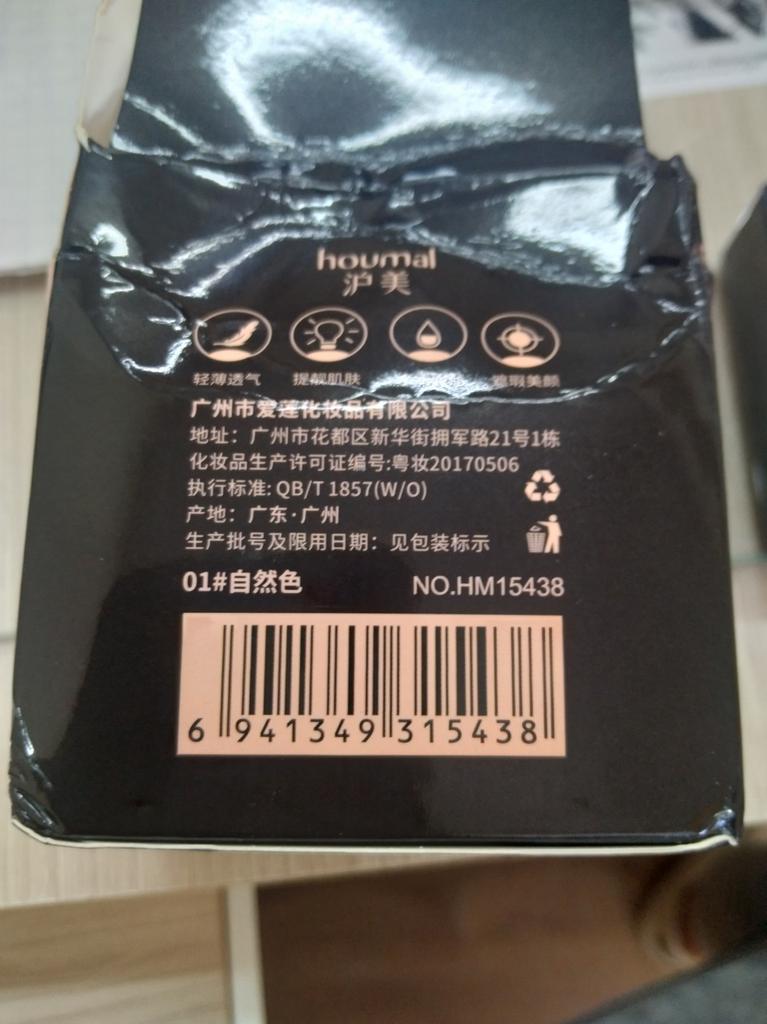 houmal
沪美
轻薄透气 提靓肌肤 遮瑕美颜
广州市爱莲化妆品有限公司
地址：广州市花都区新华街拥军路21号1栋
化妆品生产许可证编号:粤妆20170506
执行标准: QB/T 1857(W/O)
产地：广东·广州
生产批号及限用日期：见包装标示
01#自然色 NO.HM15438
6 941349 315438